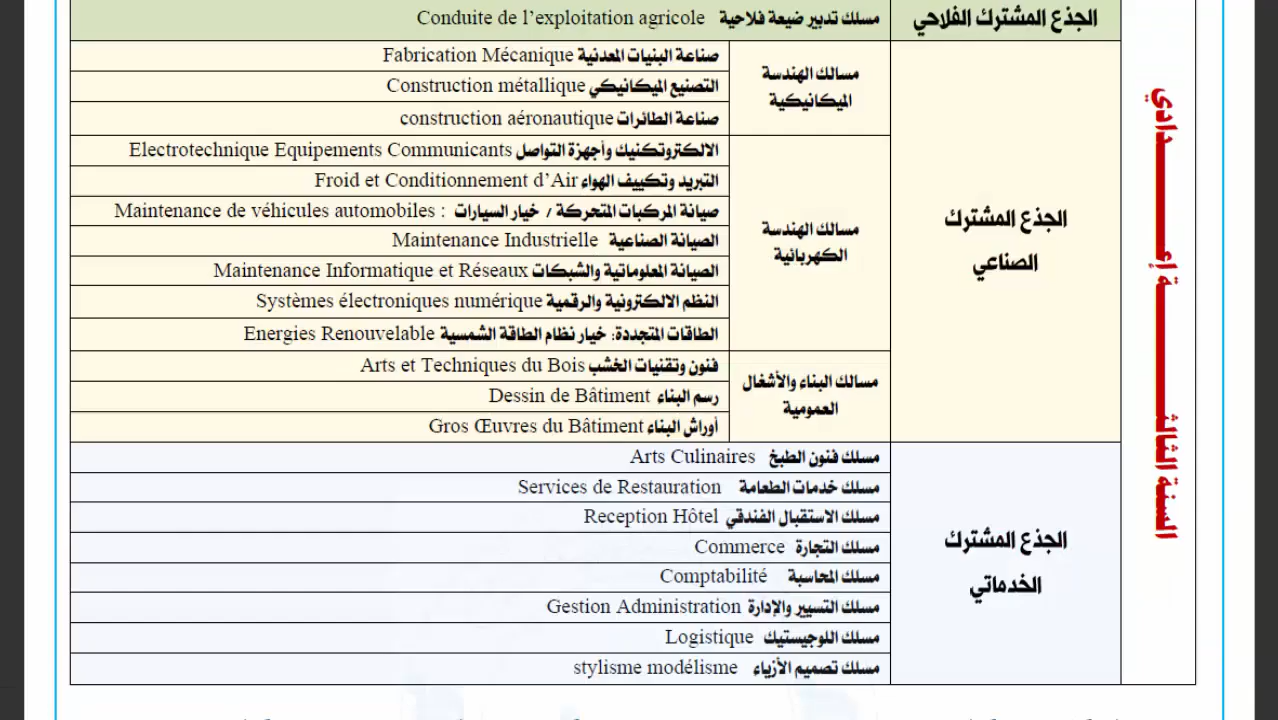 الجذع المشترك الفلاحي
مسلك تدبير ضيعة فلاحية Conduite de l’exploitation agricole
السنة الثالثـــــــة إعـــــــدادي
الجذع المشترك
الصناعي
مسالك الهندسة
الميكانيكية
صناعة البنيات المعدنية Fabrication Mécanique
التصنيع الميكانيكي Construction métallique
صناعة الطائرات construction aéronautique
مسالك الهندسة
الكهربائية
الالكتروتكنيك وأجهزة التواصل Electrotechnique Equipements Communicants
التبريد وتكييف الهواء Froid et Conditionnement d’Air
صيانة المركبات المتحركة / خيار السيارات : Maintenance de véhicules automobiles
الصيانة الصناعية Maintenance Industrielle
الصيانة المعلوماتية والشبكات Maintenance Informatique et Réseaux
النظم الالكترونية والرقمية Systèmes électroniques numérique
الطاقات المتجددة: خيار نظام الطاقة الشمسية Energies Renouvelable
مسالك البناء والأشغال
العمومية
فنون وتقنيات الخشب Arts et Techniques du Bois
رسم البناء Dessin de Bâtiment
أوراش البناء Gros Œuvres du Bâtiment
الجذع المشترك
الخدماتي
مسلك فنون الطبخ Arts Culinaires
مسلك خدمات الطعامة Services de Restauration
مسلك الاستقبال الفندقي Reception Hôtel
مسلك التجارة Commerce
مسلك المحاسبة Comptabilité
مسلك التسيير والإدارة Gestion Administration
مسلك اللوجيستيك Logistique
مسلك تصميم الأزياء stylisme modélisme